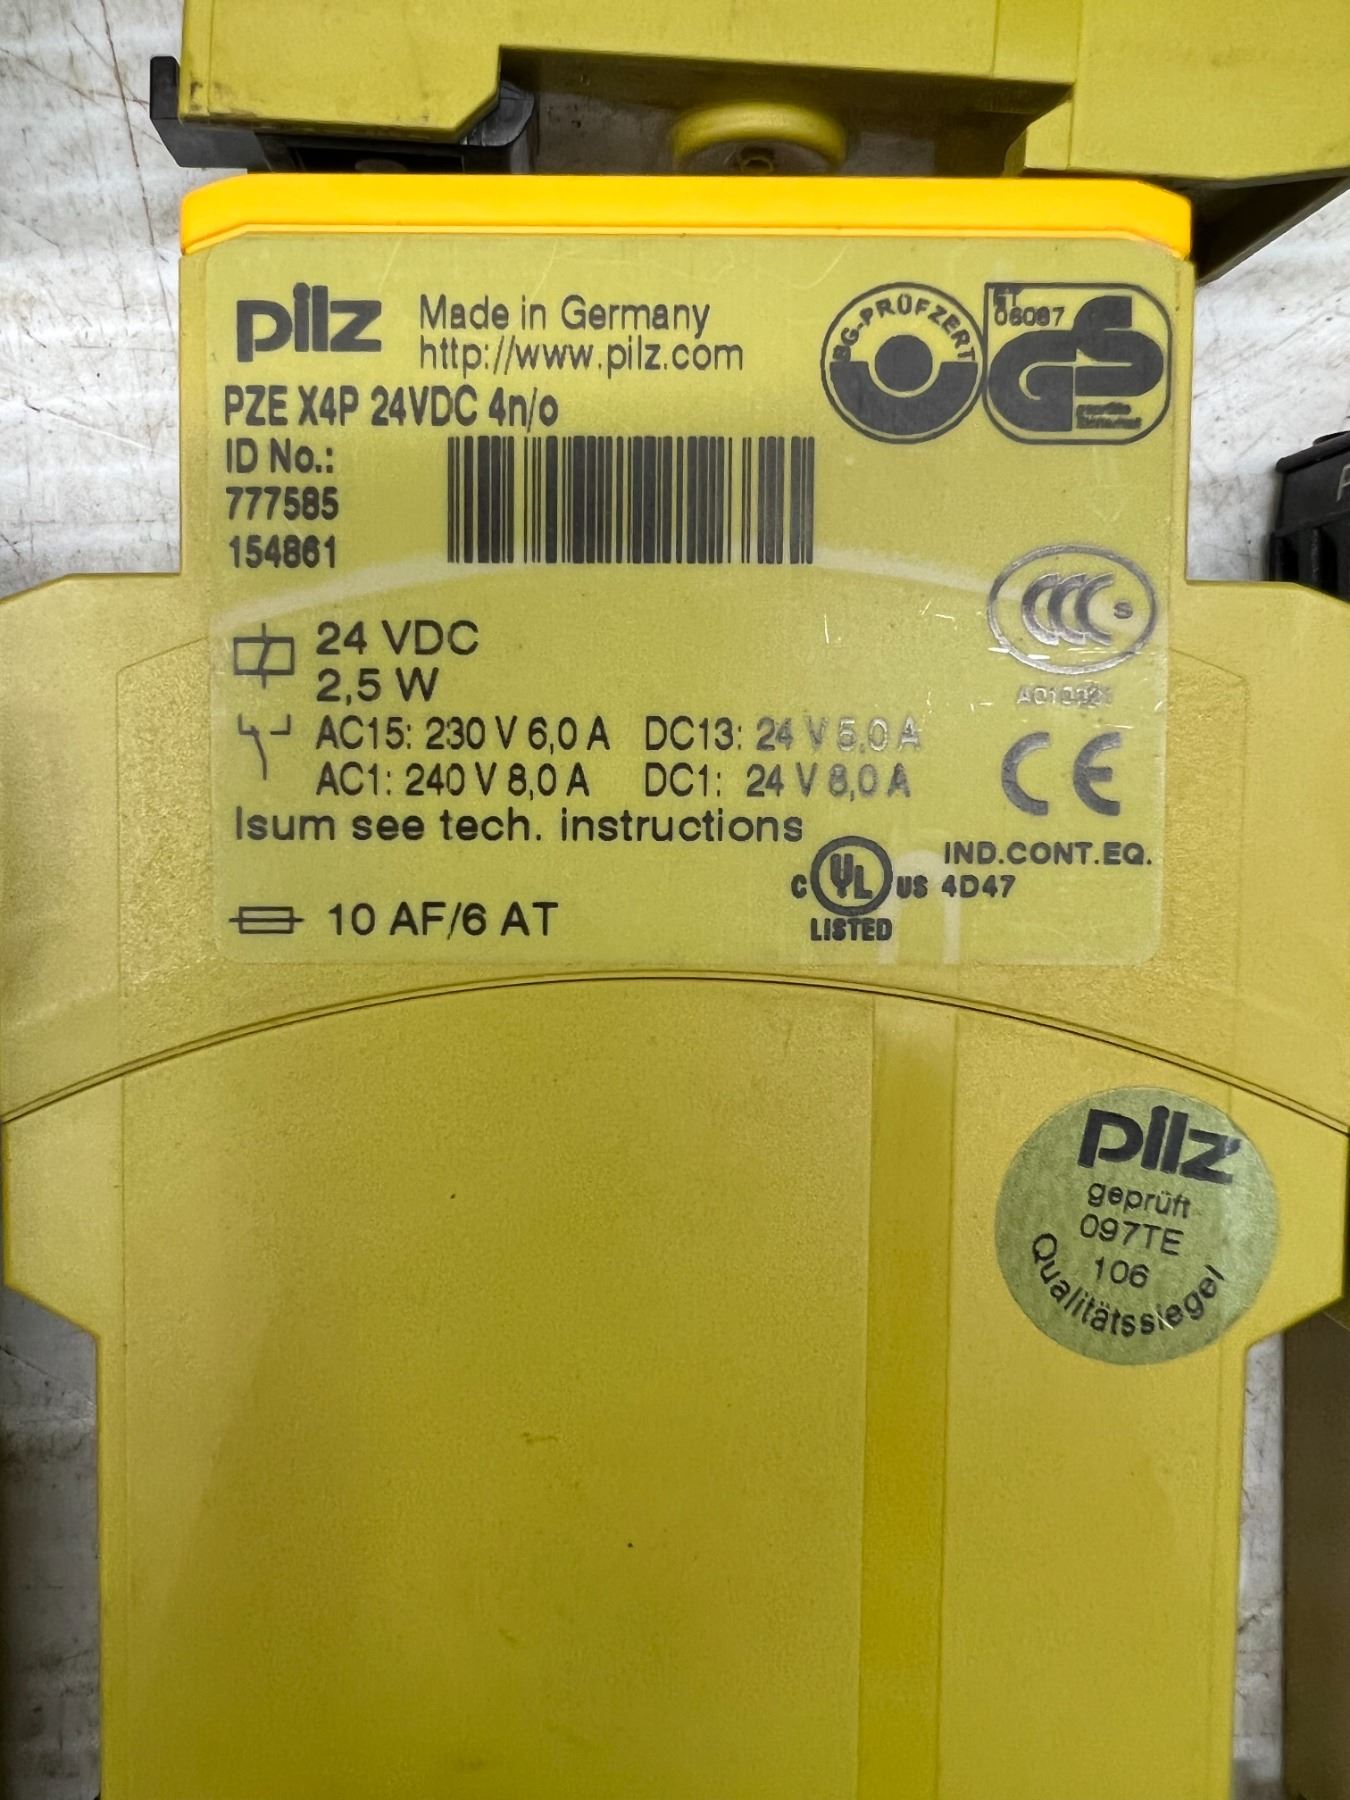 pilz Made in Germany
http://www.pilz.com
BG-PRÜFZERT
ET
06087
PZE X4P 24VDC 4n/o
ID No.:
777585
154861
CCC S
24 VDC
2,5 W
AC15: 230 V 6,0 A DC13: 24 V 5,0 A
AC1: 240 V 8,0 A DC1: 24 V 8,0 A
CE
Isum see tech. instructions
IND.CONT.EQ.
C UL US 4D47
LISTED
10 AF/6 AT
pilz
geprüft
097TE
106
Qualitätssiegel